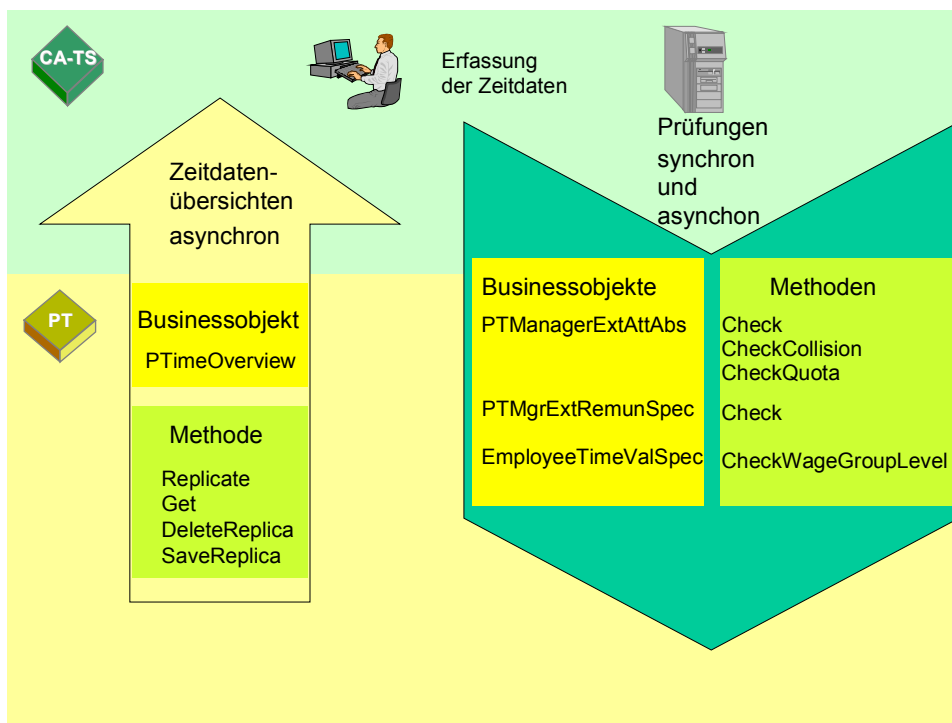 CA-TS
Erfassung
der Zeitdaten
Prüfungen
synchron
und
asynchon
Zeitdaten-
übersichten
asynchron
PT
Businessobjekt
PTimeOverview
Methode
Replicate
Get
DeleteReplica
SaveReplica
Businessobjekte
Methoden
PTManagerExtAttAbs
Check
CheckCollision
CheckQuota
PTMgrExtRemunSpec
Check
EmployeeTimeValSpec
CheckWageGroupLevel